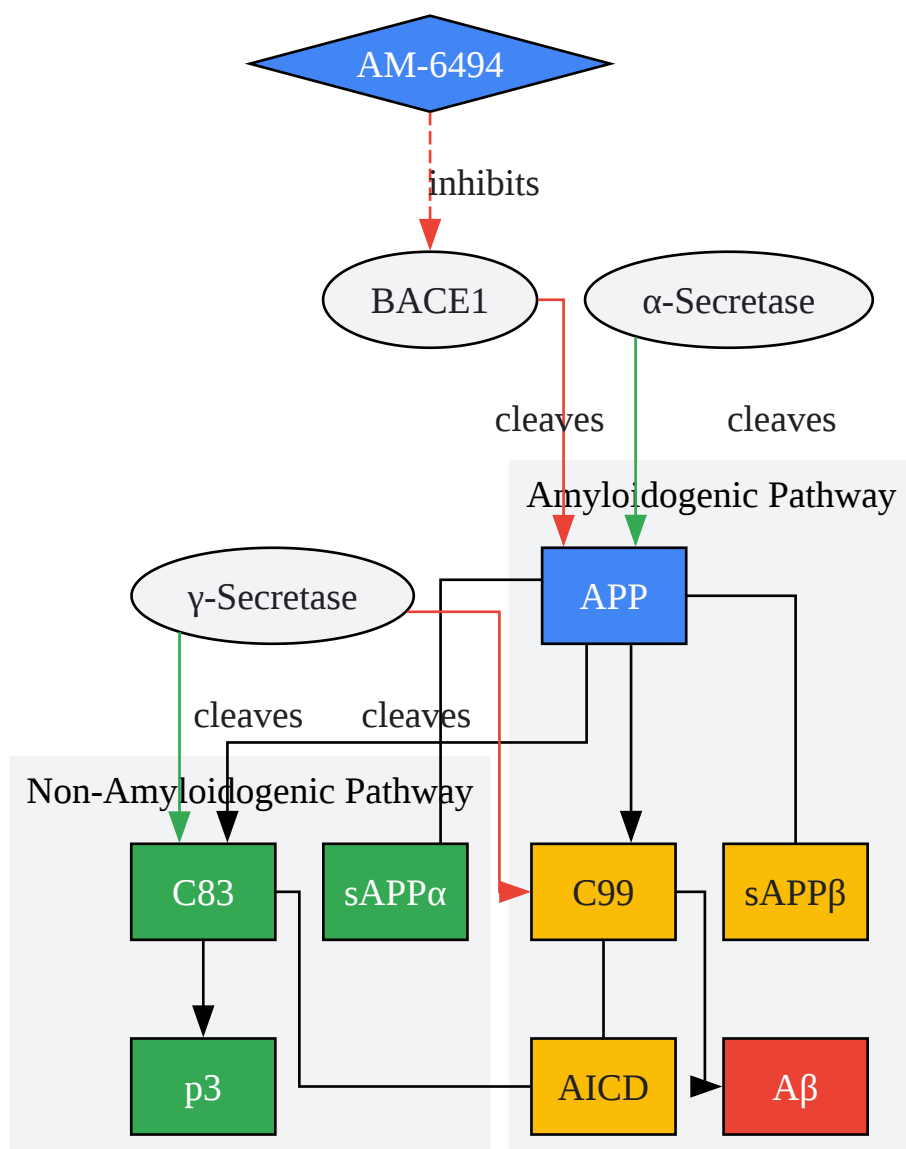 AM-6494
inhibits
BACE1
α-Secretase
cleaves
cleaves
Amyloidogenic Pathway
γ-Secretase
APP
cleaves
cleaves
Non-Amyloidogenic Pathway
C83
sAPPα
C99
sAPPβ
p3
AICD
Aβ